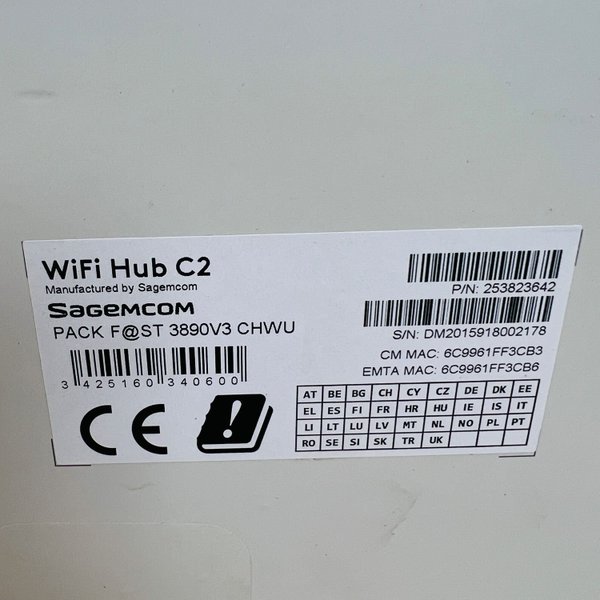 WiFi Hub C2
Manufactured by Sagemcom
SAGEMCOM
PACK F@ST 3890V3 CHWU
3 425160 340600
P/N: 253823642
S/N: DM2015918002178
CM MAC: 6C9961FF3CB3
EMTA MAC: 6C9961FF3CB6
CE
!
AT BE BG CH CY CZ DE DK EE
EL ES FI FR HR HU IE IS IT
LI LT LU LV MT NL NO PL PT
RO SE SI SK TR UK